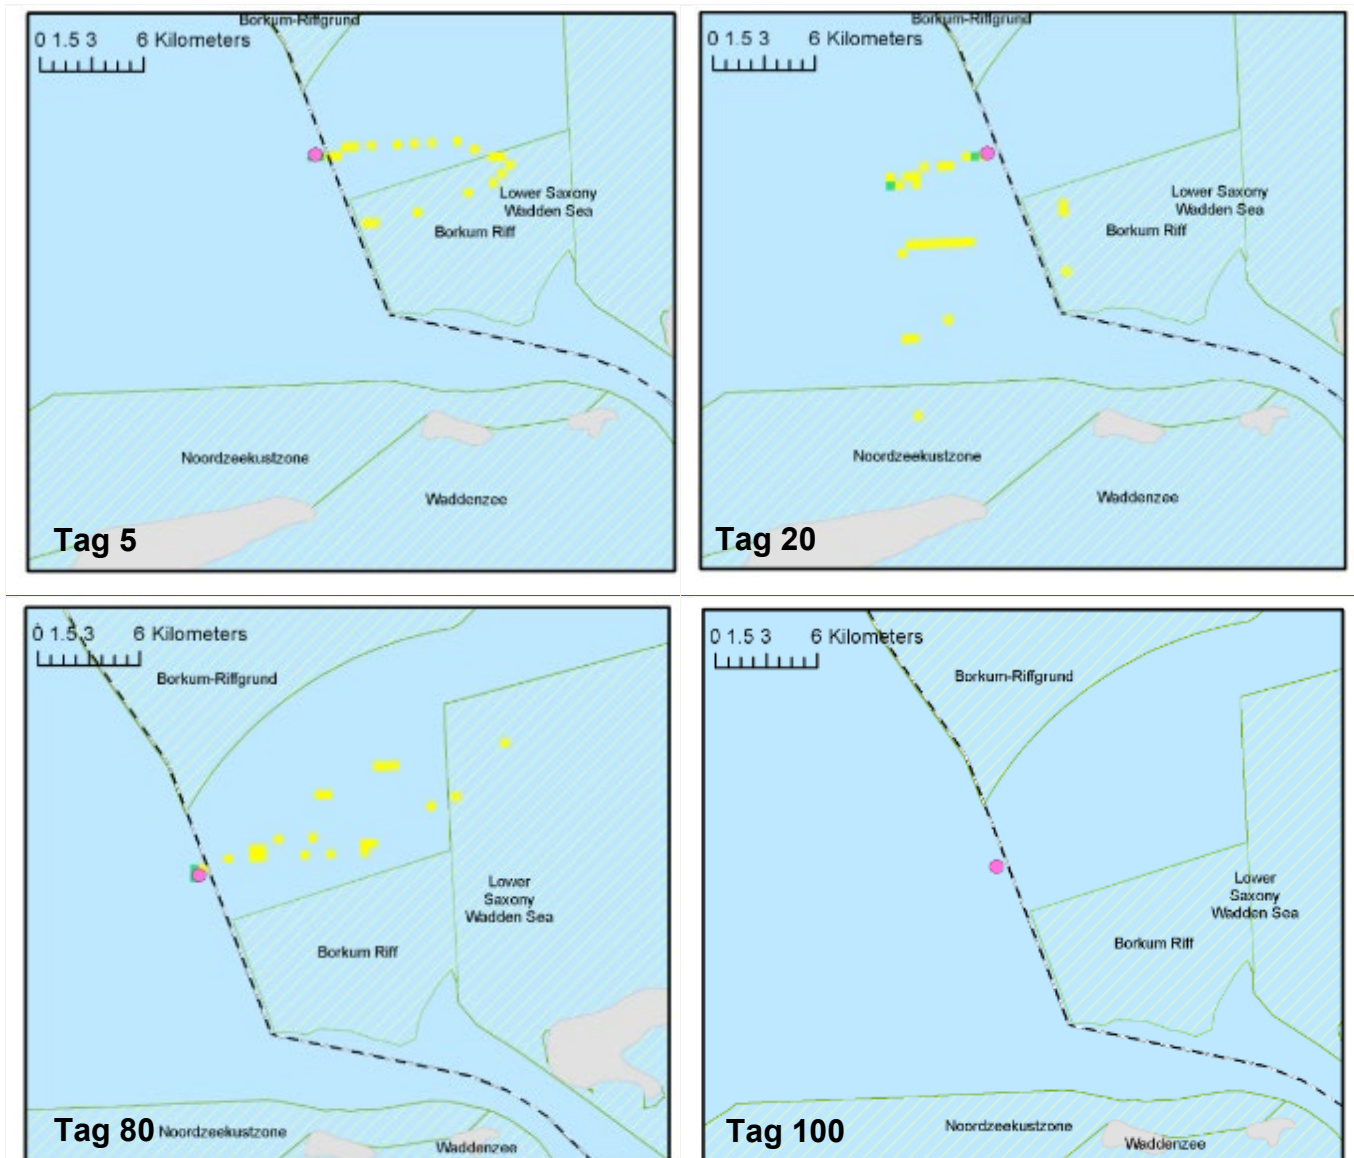 Borkum-Riffgrund
0 1.5 3 6 Kilometers
Lower Saxony
Wadden Sea
Borkum Riff
Noordzeekustzone
Waddenzee
Tag 5
Borkum-Riffgrund
0 1.5 3 6 Kilometers
Lower Saxony
Wadden Sea
Borkum Riff
Noordzeekustzone
Waddenzee
Tag 20
0 1.5 3 6 Kilometers
Borkum-Riffgrund
Lower
Saxony
Wadden Sea
Borkum Riff
Tag 80
Noordzeekustzone
Waddenzee
0 1.5 3 6 Kilometers
Borkum-Riffgrund
Lower
Saxony
Wadden Sea
Borkum Riff
Tag 100
Noordzeekustzone
Waddenzee